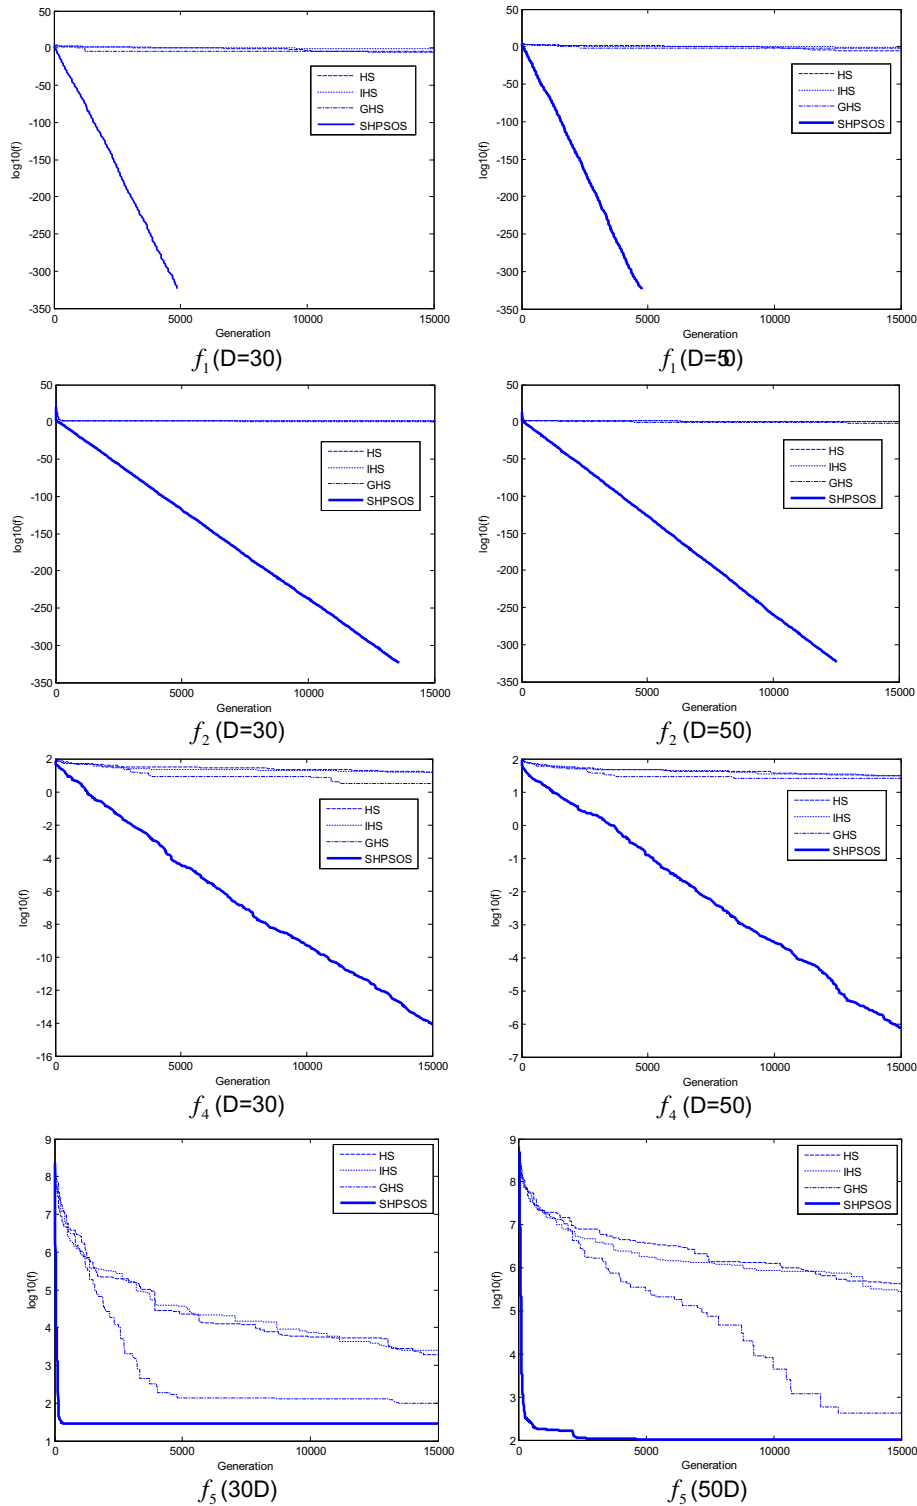 50
0
-50
-100
-150
-200
-250
-300
-350
log10(f)
0 5000 10000 15000
Generation
HS
IHS
GHS
SHPSOS
f1 (D=30)
50
0
-50
-100
-150
-200
-250
-300
-350
log10(f)
0 5000 10000 15000
Generation
HS
IHS
GHS
SHPSOS
f1 (D=50)
50
0
-50
-100
-150
-200
-250
-300
-350
log10(f)
0 5000 10000 15000
Generation
HS
IHS
GHS
SHPSOS
f2 (D=30)
50
0
-50
-100
-150
-200
-250
-300
-350
log10(f)
0 5000 10000 15000
Generation
HS
IHS
GHS
SHPSOS
f2 (D=50)
2
0
-2
-4
-6
-8
-10
-12
-14
-16
log10(f)
0 5000 10000 15000
Generation
HS
IHS
GHS
SHPSOS
f4 (D=30)
2
1
0
-1
-2
-3
-4
-5
-6
-7
log10(f)
0 5000 10000 15000
Generation
HS
IHS
GHS
SHPSOS
f4 (D=50)
9
8
7
6
5
4
3
2
1
log10(f)
0 5000 10000 15000
Generation
HS
IHS
GHS
SHPSOS
f5 (30D)
9
8
7
6
5
4
3
2
log10(f)
0 5000 10000 15000
Generation
HS
IHS
GHS
SHPSOS
f5 (50D)